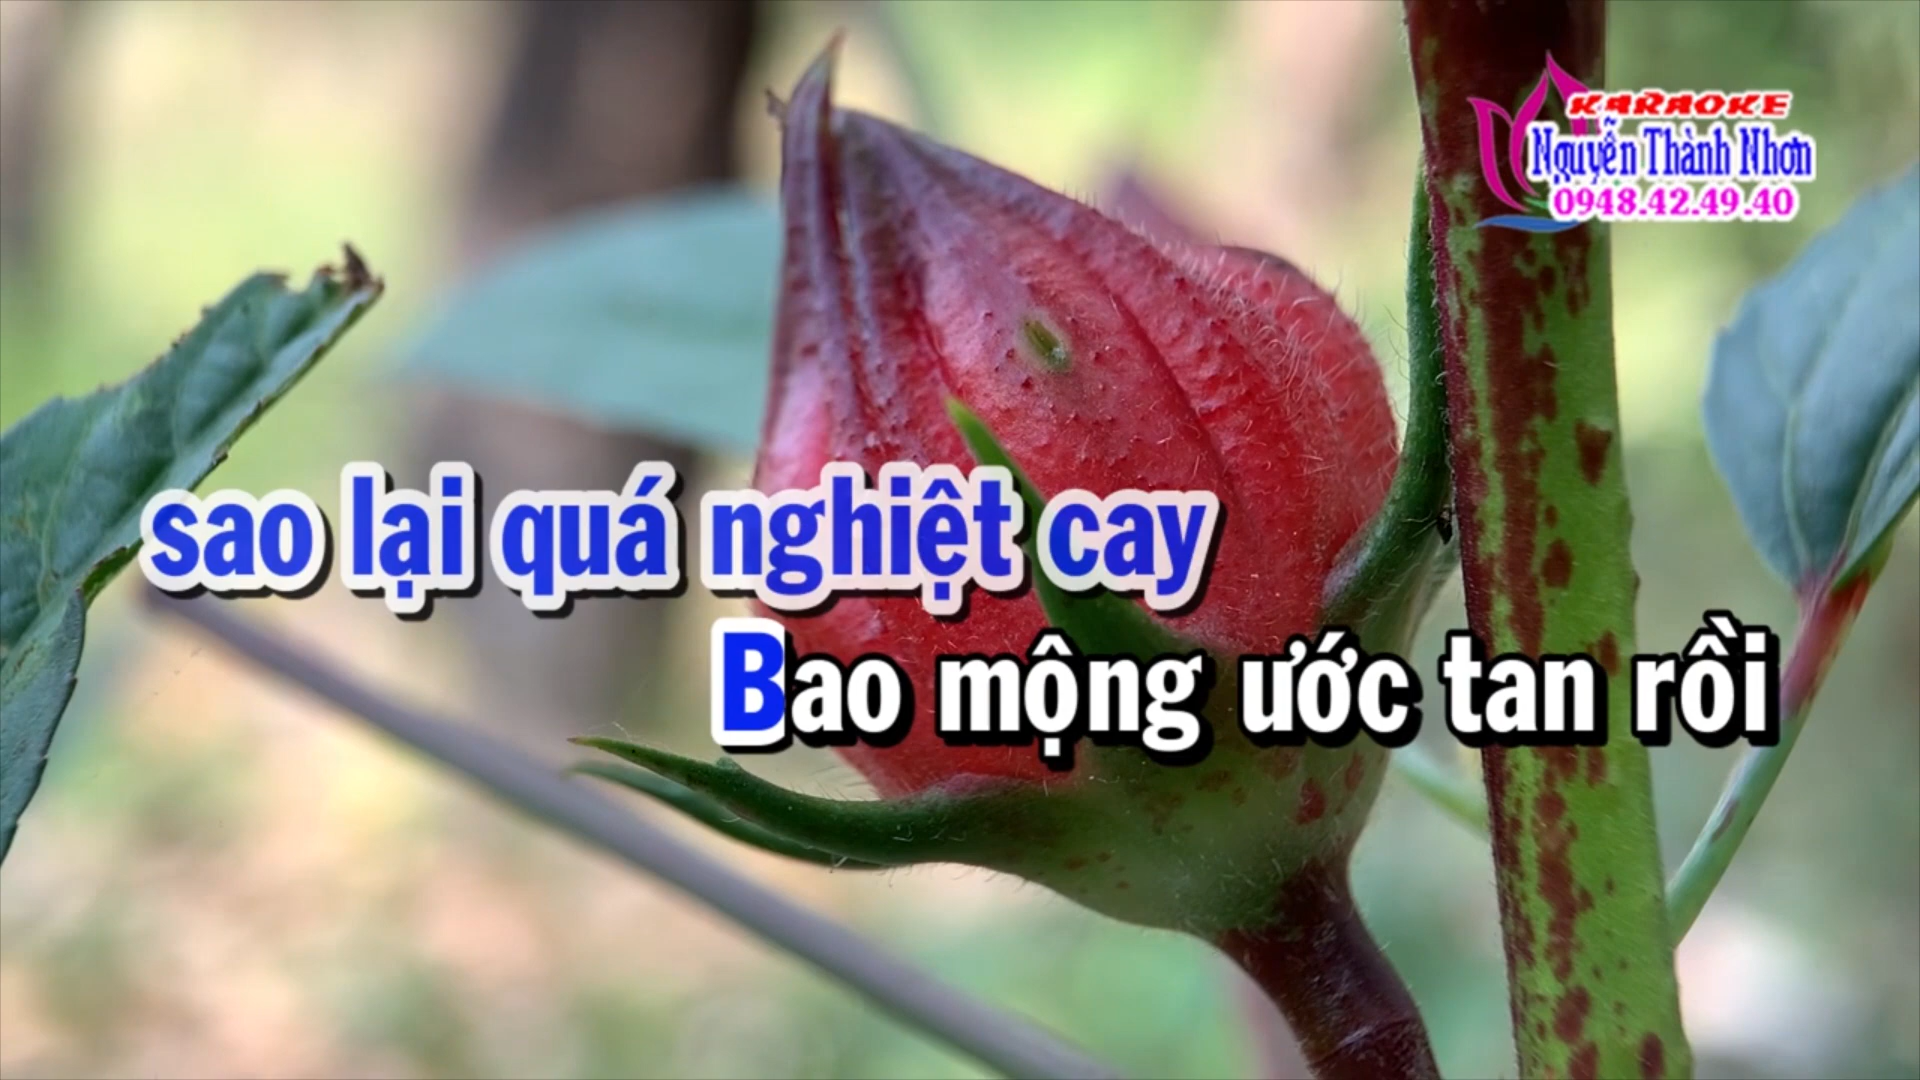 KARAOKE
Nguyễn Thành Nhơn
0948.42.49.40
sao lại quá nghiệt cay
Bao mộng ước tan rồi